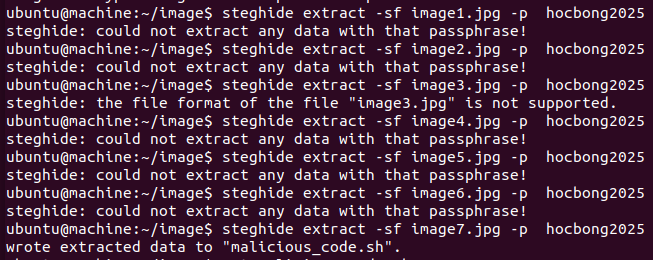 ubuntu@machine:~/image$ steghide extract -sf image1.jpg -p  hocbong2025
steghide: could not extract any data with that passphrase!
ubuntu@machine:~/image$ steghide extract -sf image2.jpg -p  hocbong2025
steghide: could not extract any data with that passphrase!
ubuntu@machine:~/image$ steghide extract -sf image3.jpg -p  hocbong2025
steghide: the file format of the file "image3.jpg" is not supported.
ubuntu@machine:~/image$ steghide extract -sf image4.jpg -p  hocbong2025
steghide: could not extract any data with that passphrase!
ubuntu@machine:~/image$ steghide extract -sf image5.jpg -p  hocbong2025
steghide: could not extract any data with that passphrase!
ubuntu@machine:~/image$ steghide extract -sf image6.jpg -p  hocbong2025
steghide: could not extract any data with that passphrase!
ubuntu@machine:~/image$ steghide extract -sf image7.jpg -p  hocbong2025
wrote extracted data to "malicious_code.sh".